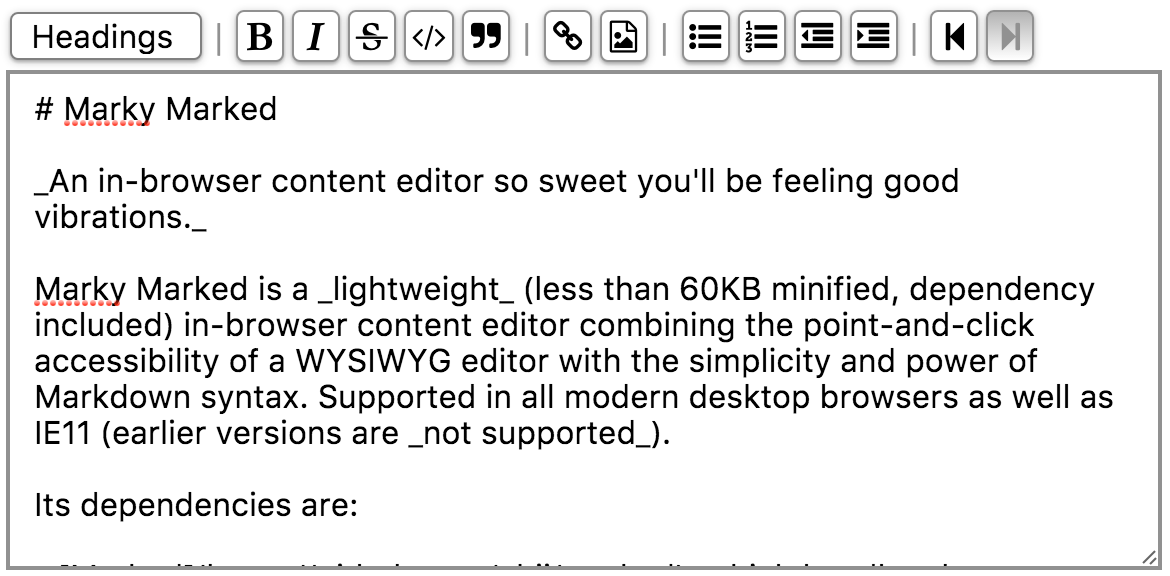 Headings | B I S </> ❞ | | 1 2 3 |
# Marky Marked
_An in-browser content editor so sweet you'll be feeling good
vibrations._
Marky Marked is a _lightweight_ (less than 60KB minified, dependency
included) in-browser content editor combining the point-and-click
accessibility of a WYSIWYG editor with the simplicity and power of
Markdown syntax. Supported in all modern desktop browsers as well as
IE11 (earlier versions are _not supported_).
Its dependencies are: